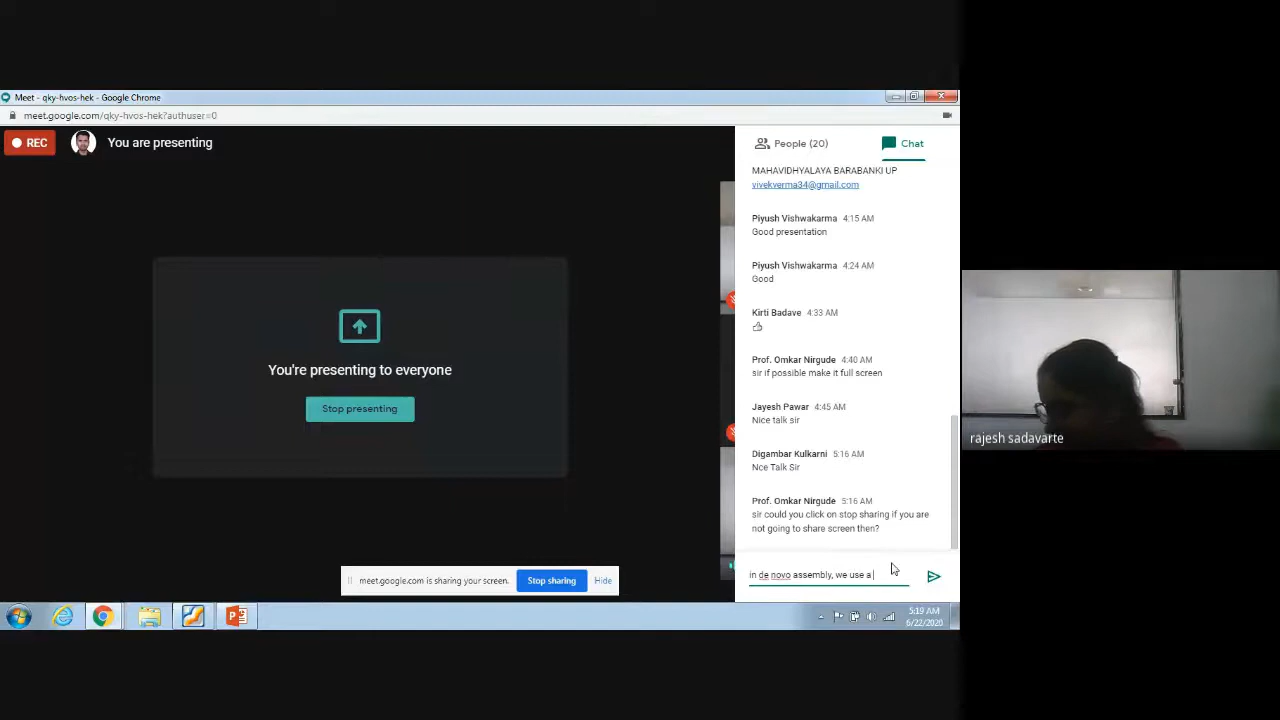 Meet - qky-hvos-hek - Google Chrome
meet.google.com/qky-hvos-hek?authuser=0
REC
You are presenting
People (20)
Chat
MAHAVIDHYALAYA BARABANKI UP
vivekverma34@gmail.com
Piyush Vishwakarma 4:15 AM
Good presentation
Piyush Vishwakarma 4:24 AM
Good
Kirti Badave 4:33 AM
Prof. Omkar Nirgude 4:40 AM
sir if possible make it full screen
Jayesh Pawar 4:45 AM
Nice talk sir
Digambar Kulkarni 5:16 AM
Nce Talk Sir
Prof. Omkar Nirgude 5:16 AM
sir could you click on stop sharing if you are
not going to share screen then?
in de novo assembly, we use a
You're presenting to everyone
Stop presenting
meet.google.com is sharing your screen.
Stop sharing
Hide
5:19 AM
6/22/2020
rajesh sadavarte